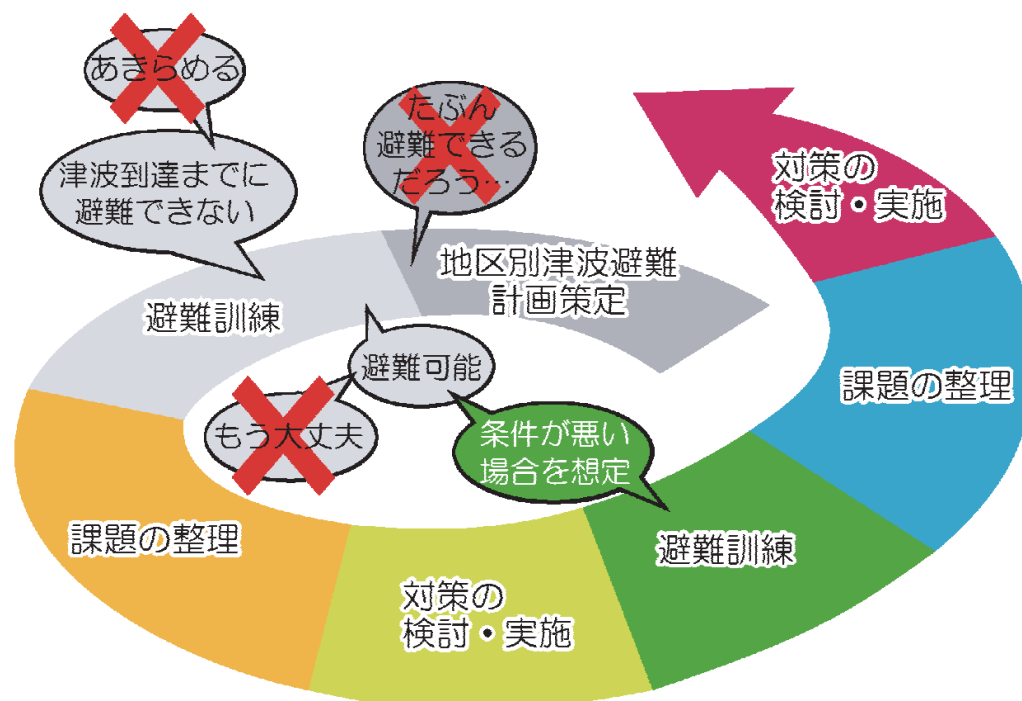 あきらめる
たぶん
避難できる
だろう…
津波到達までに
避難できない
対策の
検討・実施
地区別津波避難
計画策定
避難訓練
避難可能
課題の整理
もう大丈夫
条件が悪い
場合を想定
課題の整理
避難訓練
対策の
検討・実施